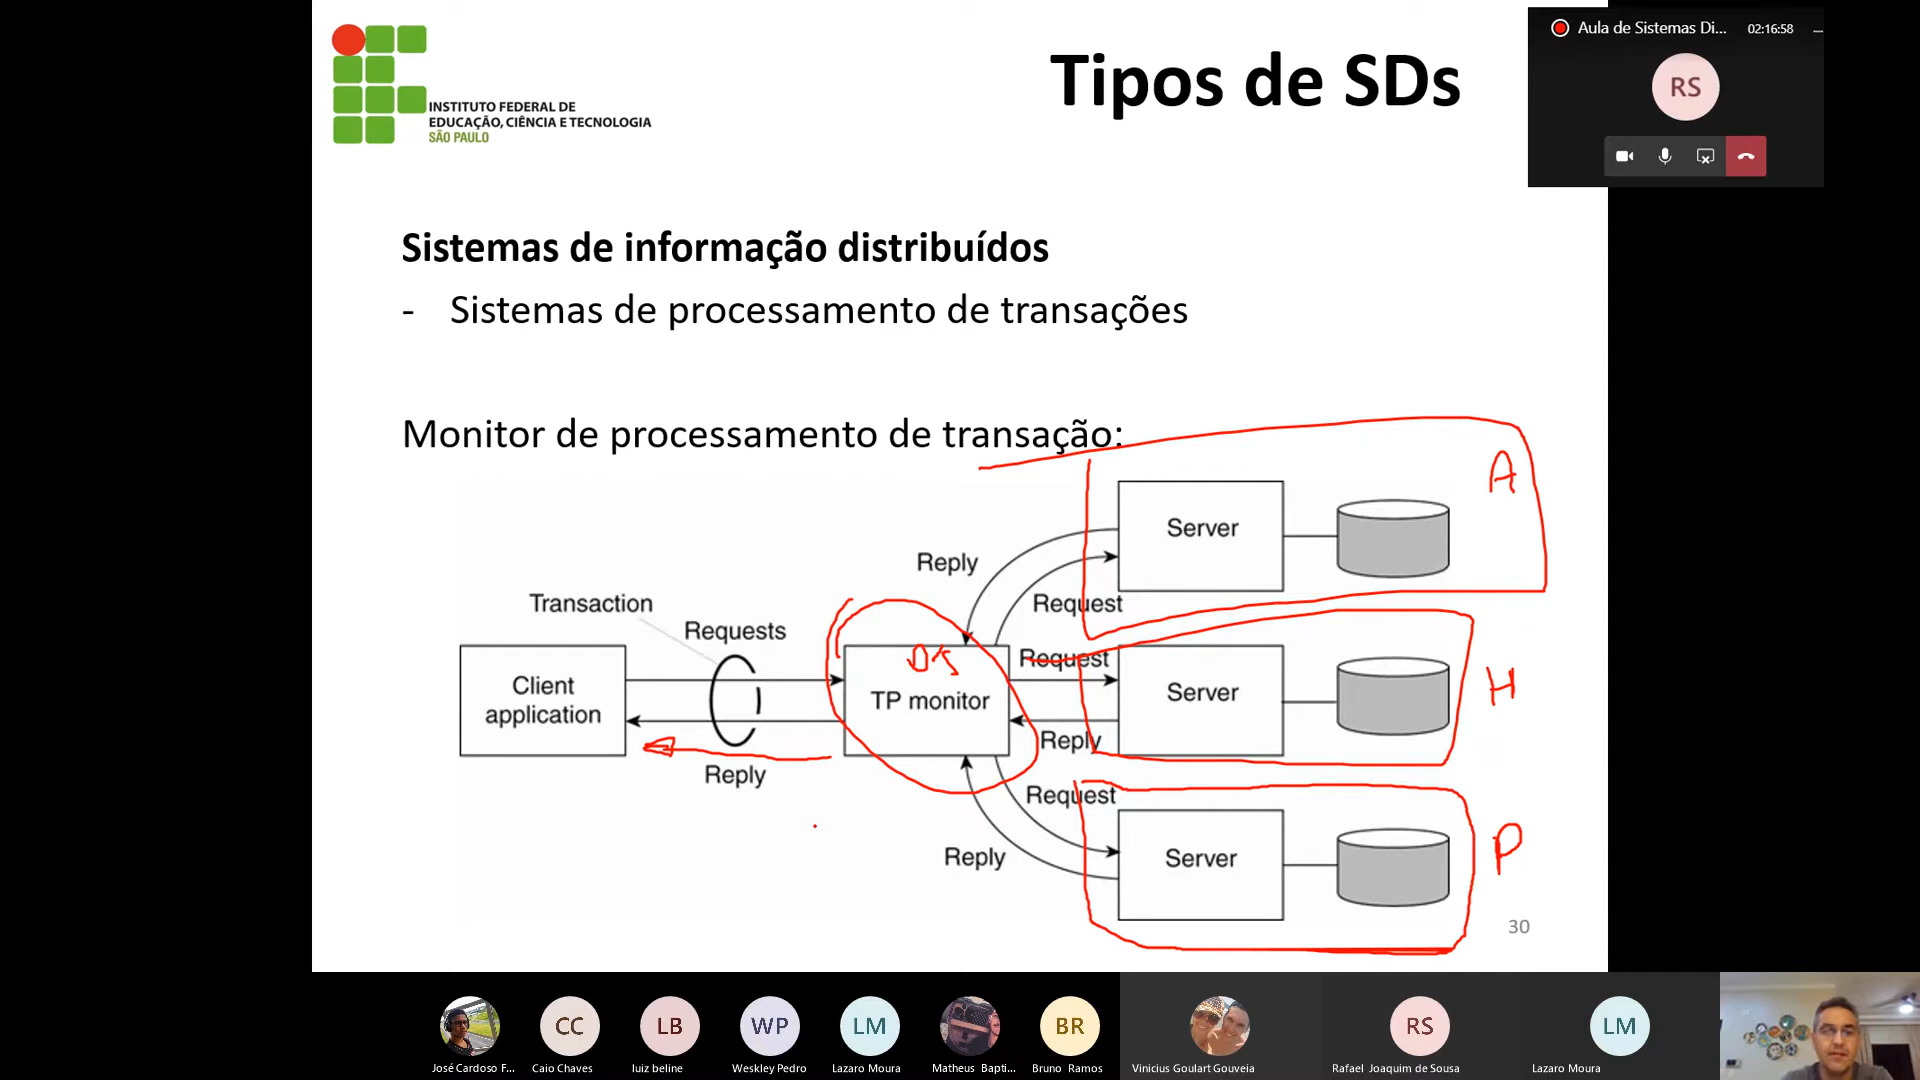 INSTITUTO FEDERAL DE
EDUCAÇÃO, CIÊNCIA E TECNOLOGIA
SÃO PAULO
Tipos de SDs
Aula de Sistemas Di...
02:16:58
RS
Sistemas de informação distribuídos
- Sistemas de processamento de transações
Monitor de processamento de transação:
A
Server
Reply
Transaction
Request
Requests
Request
Client
application
TP monitor
Server
H
Reply
Reply
Request
Server
P
Reply
30
CC
LB
WP
LM
BR
RS
LM
José Cardoso F...
Caio Chaves
luiz beline
Weskley Pedro
Lazaro Moura
Matheus Bapti...
Bruno Ramos
Vinicius Goulart Gouveia
Rafael Joaquim de Sousa
Lazaro Moura